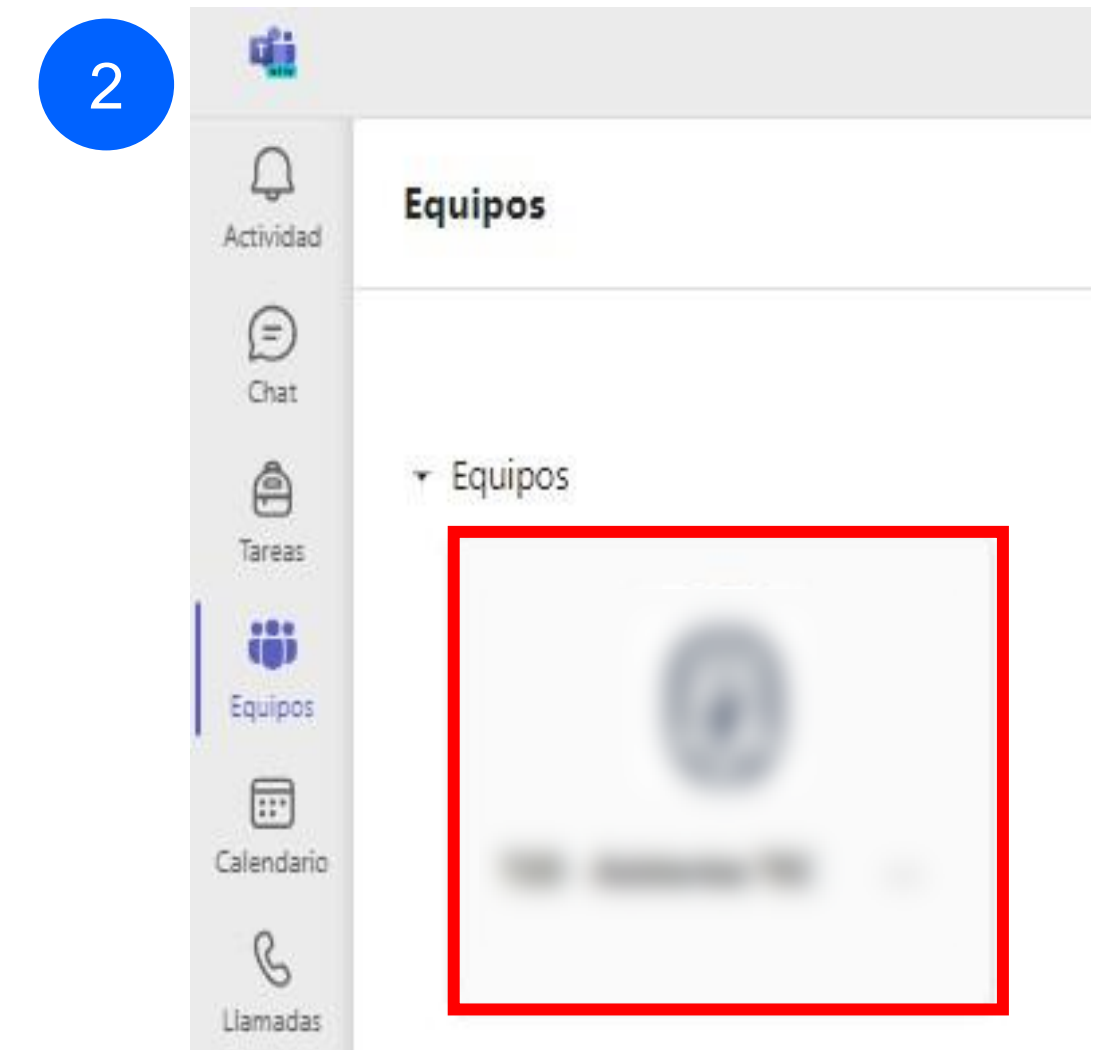 2
Actividad
Equipos
Chat
Equipos
Tareas
Equipos
Calendario
Llamadas